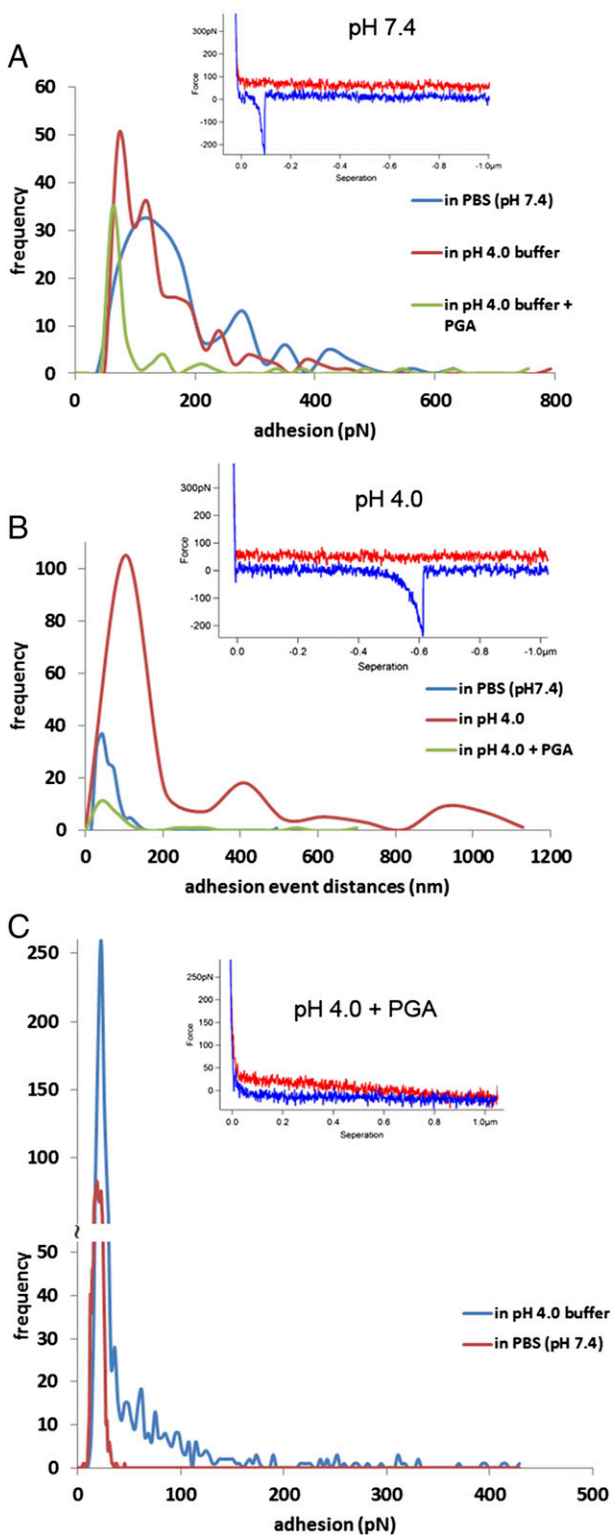 A
pH 7.4
300pN
200
100
0
-100
-200
Force
0.0 -0.2 -0.4 -0.6 -0.8 -1.0µm
Seperation
60
50
40
30
20
10
0
frequency
in PBS (pH 7.4)
in pH 4.0 buffer
in pH 4.0 buffer +
PGA
0 200 400 600 800
adhesion (pN)
B
pH 4.0
300pN
200
100
0
-100
-200
Force
0.0 -0.2 -0.4 -0.6 -0.8 -1.0µm
Seperation
100
80
60
40
20
0
frequency
in PBS (pH7.4)
in pH 4.0
in pH 4.0 + PGA
0 200 400 600 800 1000 1200
adhesion event distances (nm)
C
pH 4.0 + PGA
250pN
200
150
100
50
0
Force
0.0 0.2 0.4 0.6 0.8 1.0µm
Seperation
250
200
150
100
~
50
40
30
20
10
0
frequency
in pH 4.0 buffer
in PBS (pH 7.4)
0 100 200 300 400 500
adhesion (pN)